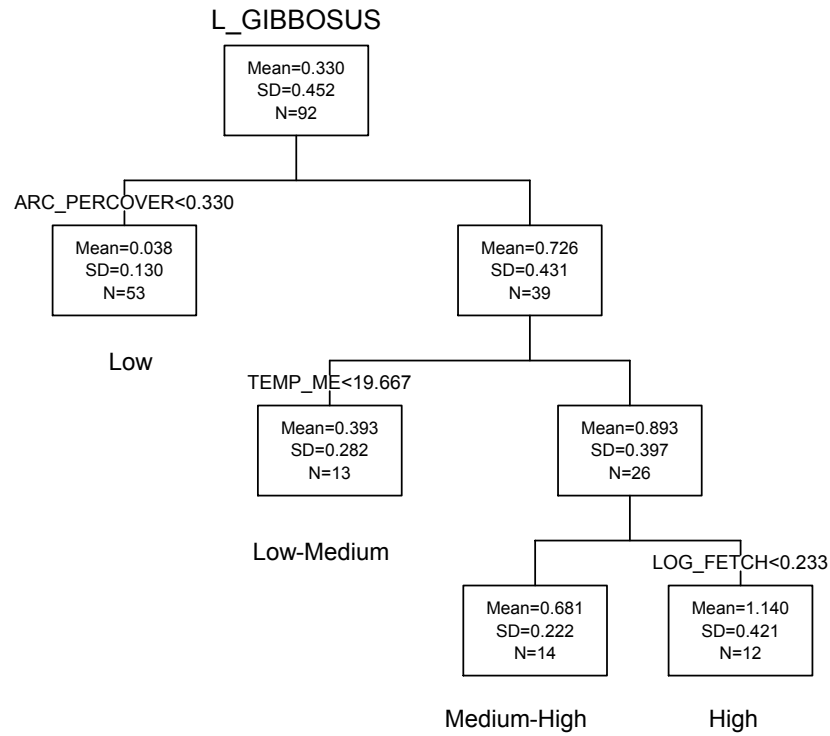 L_GIBBOSUS
Mean=0.330
SD=0.452
N=92
ARC_PERCOVER<0.330
Mean=0.038
SD=0.130
N=53
Low
Mean=0.726
SD=0.431
N=39
TEMP_ME<19.667
Mean=0.393
SD=0.282
N=13
Low-Medium
Mean=0.893
SD=0.397
N=26
LOG_FETCH<0.233
Mean=0.681
SD=0.222
N=14
Medium-High
Mean=1.140
SD=0.421
N=12
High